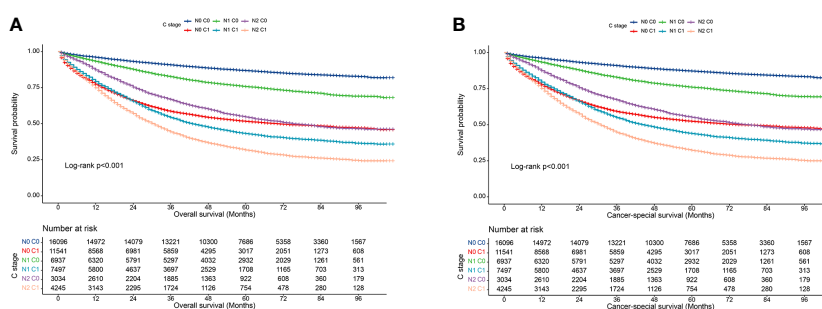 A
C stage N0 C0 N1 C0 N2 C0
N0 C1 N1 C1 N2 C1
Survival probability
1.00
0.75
0.50
0.25
0.00
Log-rank p<0.001
0 12 24 36 48 60 72 84 96
Overall survival (Months)
Number at risk
C stage
N0 C0 16096 14972 14079 13221 10300 7686 5358 3360 1567
N0 C1 11541 8568 6981 5859 4295 3017 2051 1273 608
N1 C0 6937 6320 5791 5297 4032 2932 2029 1261 561
N1 C1 7497 5800 4637 3697 2529 1708 1165 703 313
N2 C0 3034 2610 2204 1885 1363 922 608 360 179
N2 C1 4245 3143 2295 1724 1126 754 478 280 128
0 12 24 36 48 60 72 84 96
Overall survival (Months)
B
C stage N0 C0 N1 C0 N2 C0
N0 C1 N1 C1 N2 C1
Survival probability
1.00
0.75
0.50
0.25
0.00
Log-rank p<0.001
0 12 24 36 48 60 72 84 96
Cancer-special survival (Months)
Number at risk
C stage
N0 C0 16096 14972 14079 13221 10300 7686 5358 3360 1567
N0 C1 11541 8568 6981 5859 4295 3017 2051 1273 608
N1 C0 6937 6320 5791 5297 4032 2932 2029 1261 561
N1 C1 7497 5800 4637 3697 2529 1708 1165 703 313
N2 C0 3034 2610 2204 1885 1363 922 608 360 179
N2 C1 4245 3143 2295 1724 1126 754 478 280 128
0 12 24 36 48 60 72 84 96
Cancer-special survival (Months)